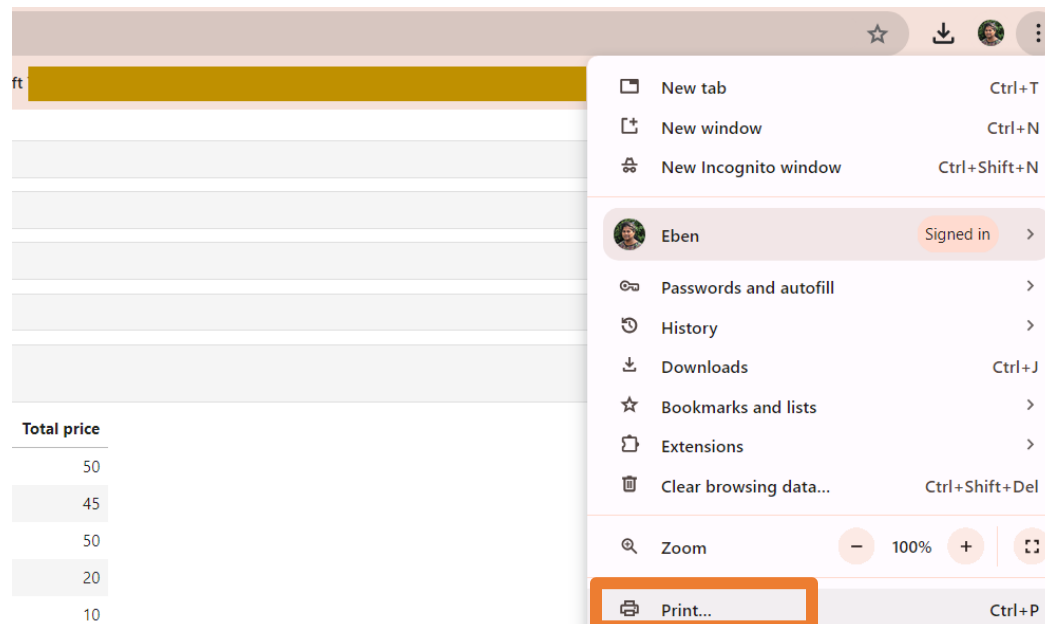 ft
New tab Ctrl+T
New window Ctrl+N
New Incognito window Ctrl+Shift+N
Eben Signed in
Passwords and autofill
History
Downloads Ctrl+J
Bookmarks and lists
Extensions
Clear browsing data... Ctrl+Shift+Del
Zoom − 100% +
Print... Ctrl+P
Total price
50
45
50
20
10